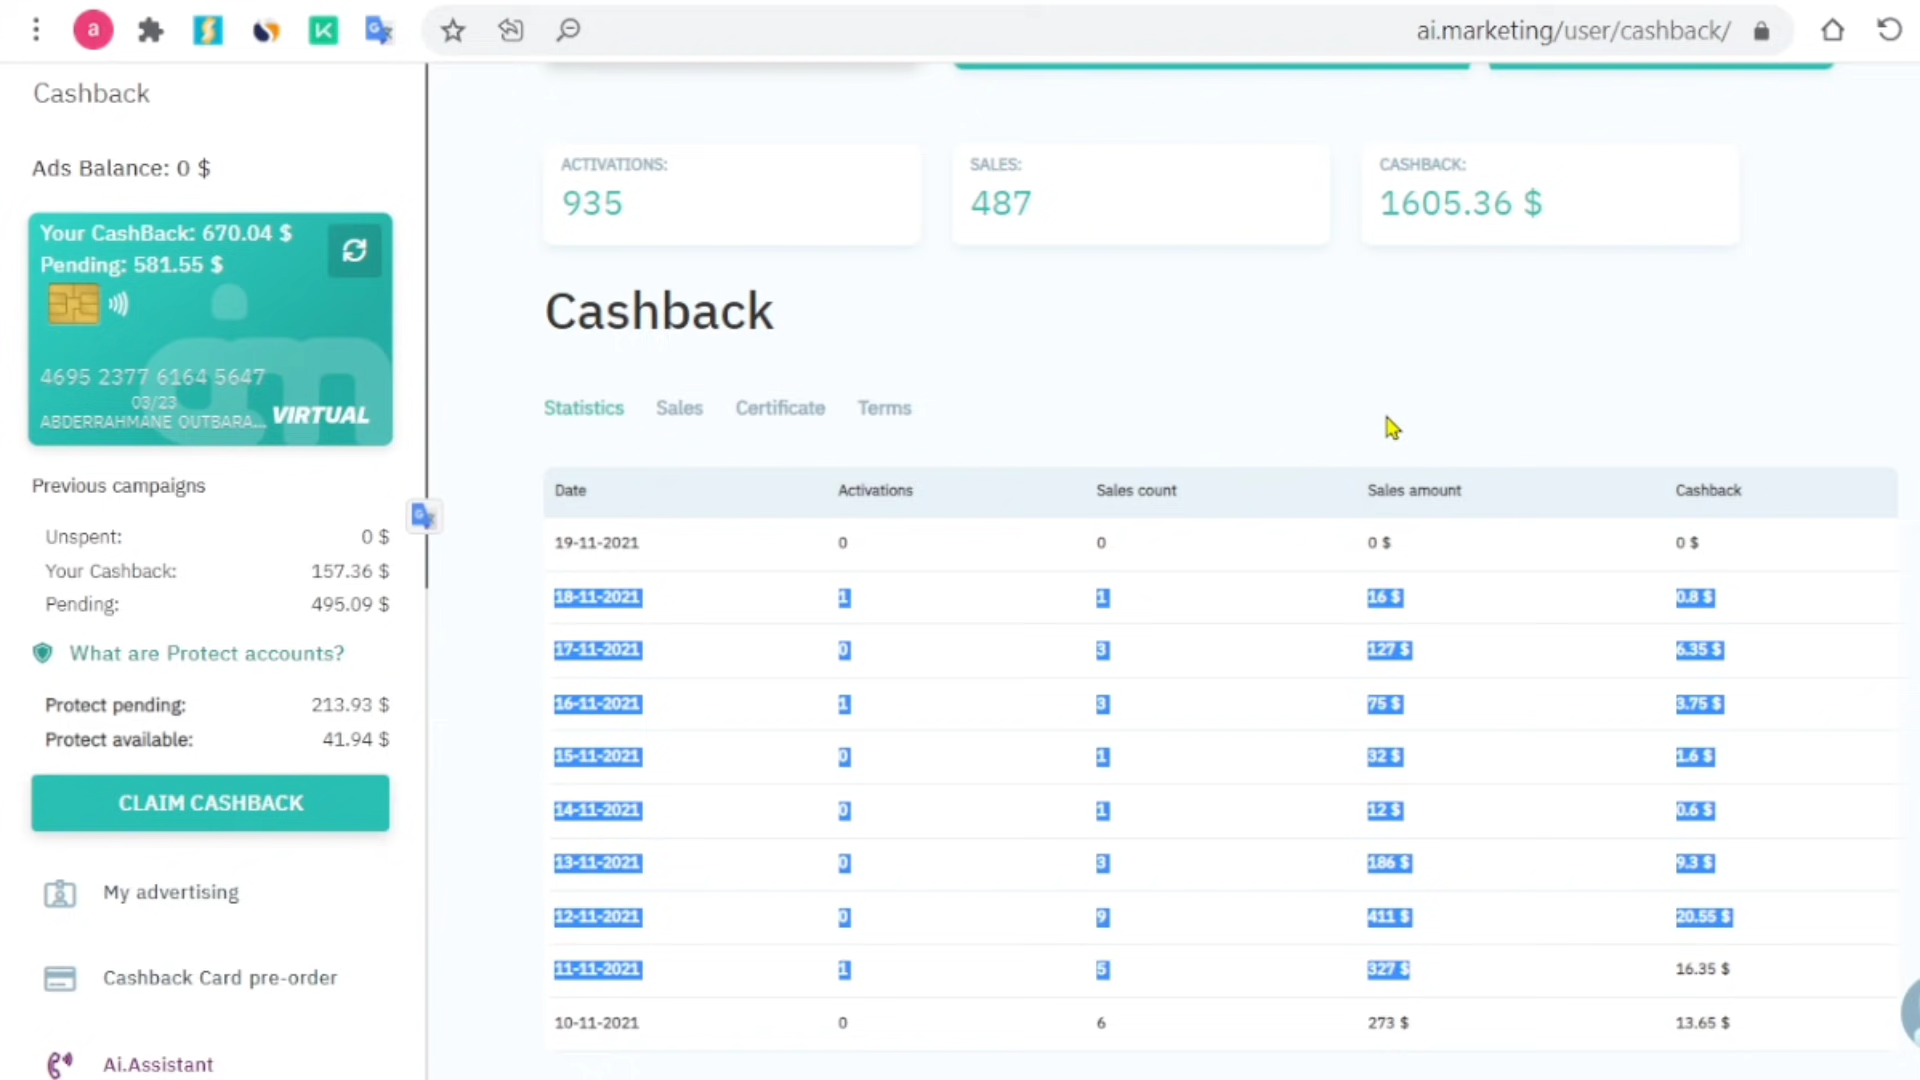 a
ai.marketing/user/cashback/
Cashback
Ads Balance: 0 $
Your CashBack: 670.04 $
Pending: 581.55 $
4695 2377 6164 5647
03/23
ABDERRAHMANE OUTBARA...
VIRTUAL
Previous campaigns
Unspent: 0 $
Your Cashback: 157.36 $
Pending: 495.09 $
What are Protect accounts?
Protect pending: 213.93 $
Protect available: 41.94 $
CLAIM CASHBACK
My advertising
Cashback Card pre-order
Ai.Assistant
ACTIVATIONS:
935
SALES:
487
CASHBACK:
1605.36 $
Cashback
Statistics Sales Certificate Terms
Date Activations Sales count Sales amount Cashback
19-11-2021 0 0 0 $ 0 $
18-11-2021 1 1 16 $ 0.8 $
17-11-2021 0 3 127 $ 6.35 $
16-11-2021 1 3 75 $ 3.75 $
15-11-2021 0 1 32 $ 1.6 $
14-11-2021 0 1 12 $ 0.6 $
13-11-2021 0 3 186 $ 9.3 $
12-11-2021 0 9 411 $ 20.55 $
11-11-2021 1 5 327 $ 16.35 $
10-11-2021 0 6 273 $ 13.65 $